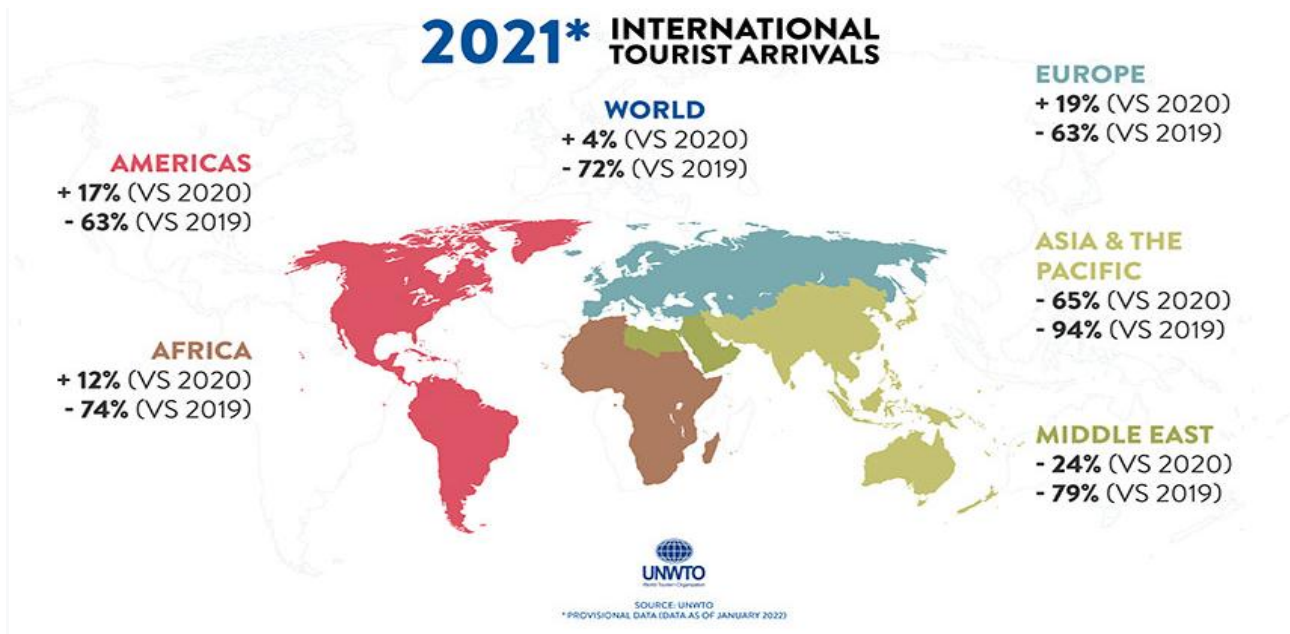 2021* INTERNATIONAL
TOURIST ARRIVALS
WORLD
+ 4% (VS 2020)
- 72% (VS 2019)
AMERICAS
+ 17% (VS 2020)
- 63% (VS 2019)
AFRICA
+ 12% (VS 2020)
- 74% (VS 2019)
EUROPE
+ 19% (VS 2020)
- 63% (VS 2019)
ASIA & THE
PACIFIC
- 65% (VS 2020)
- 94% (VS 2019)
MIDDLE EAST
- 24% (VS 2020)
- 79% (VS 2019)
UNWTO
World Tourism Organization
SOURCE: UNWTO
* PROVISIONAL DATA (DATA AS OF JANUARY 2022)